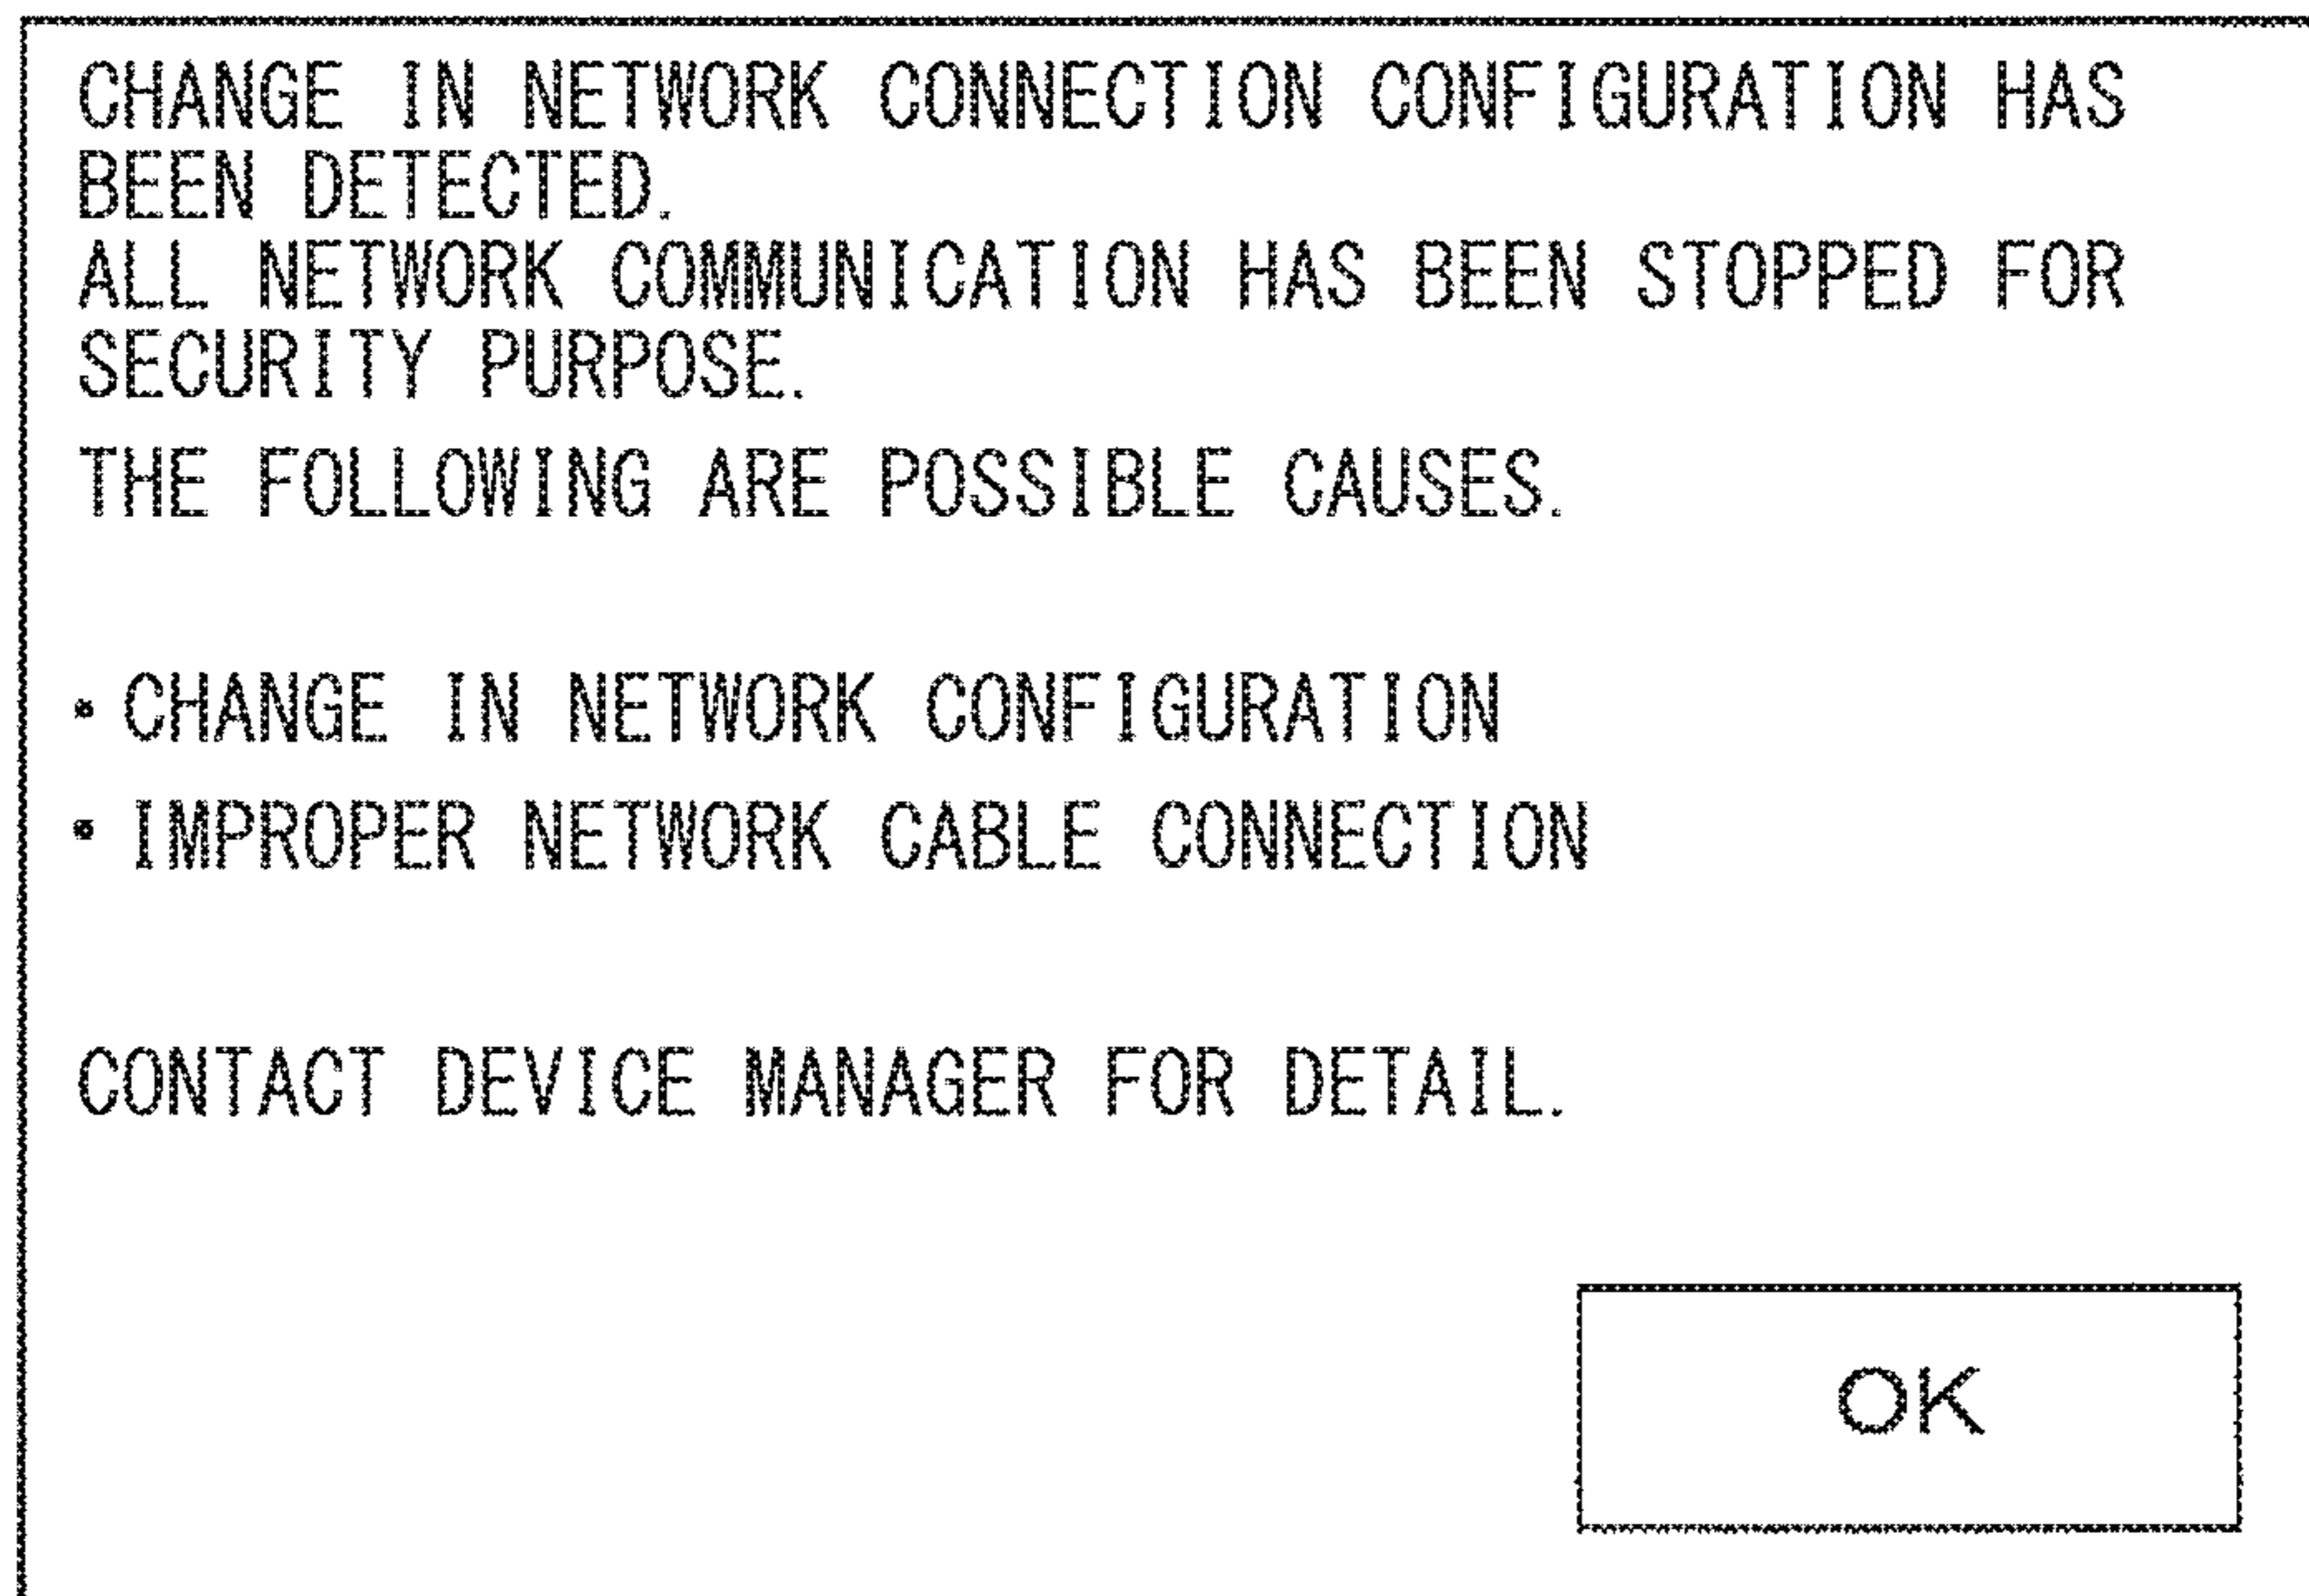 CHANGE IN NETWORK CONNECTION CONFIGURATION HAS
BEEN DETECTED.
ALL NETWORK COMMUNICATION HAS BEEN STOPPED FOR
SECURITY PURPOSE.
THE FOLLOWING ARE POSSIBLE CAUSES.
・CHANGE IN NETWORK CONFIGURATION
・IMPROPER NETWORK CABLE CONNECTION
CONTACT DEVICE MANAGER FOR DETAIL.
OK